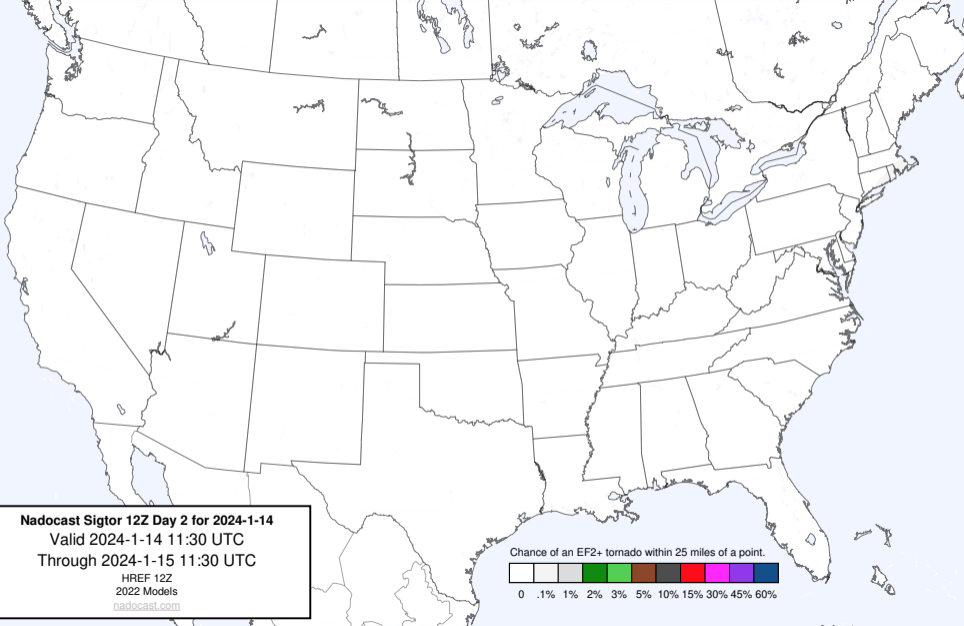 Nadocast Sigtor 12Z Day 2 for 2024-1-14
Valid 2024-1-14 11:30 UTC
Through 2024-1-15 11:30 UTC
HREF 12Z
2022 Models
nadocast.com
Chance of an EF2+ tornado within 25 miles of a point.
0 .1% 1% 2% 3% 5% 10% 15% 30% 45% 60%